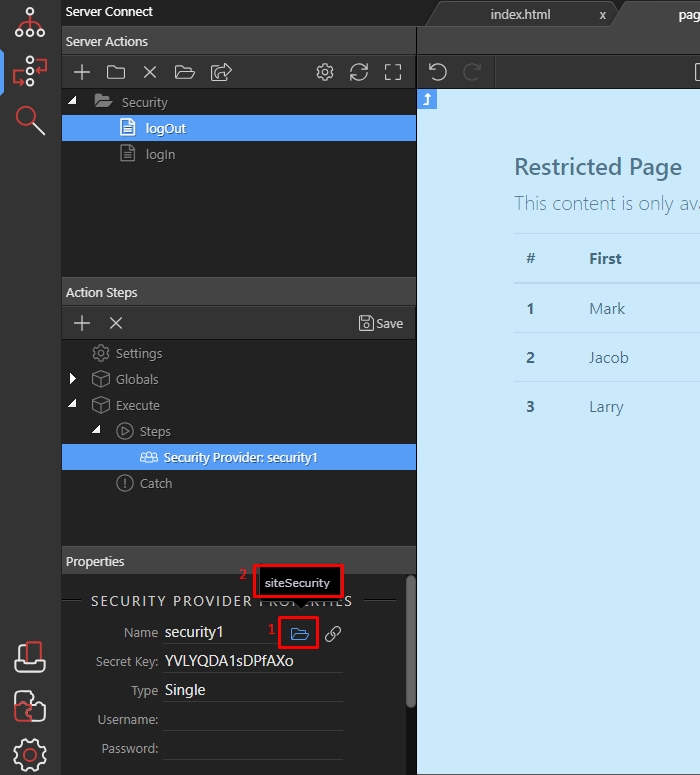 Server Connect
index.html x pag
Server Actions
Security
logOut
logIn
Restricted Page
This content is only ava
# First
1 Mark
2 Jacob
3 Larry
Action Steps
Save
Settings
Globals
Execute
Steps
Security Provider: security1
Catch
Properties
2 siteSecurity
SECURITY PROVIDER PROPERTIES
Name security1 1
Secret Key: YVLYQDA1sDPfAXo
Type Single
Username:
Password: